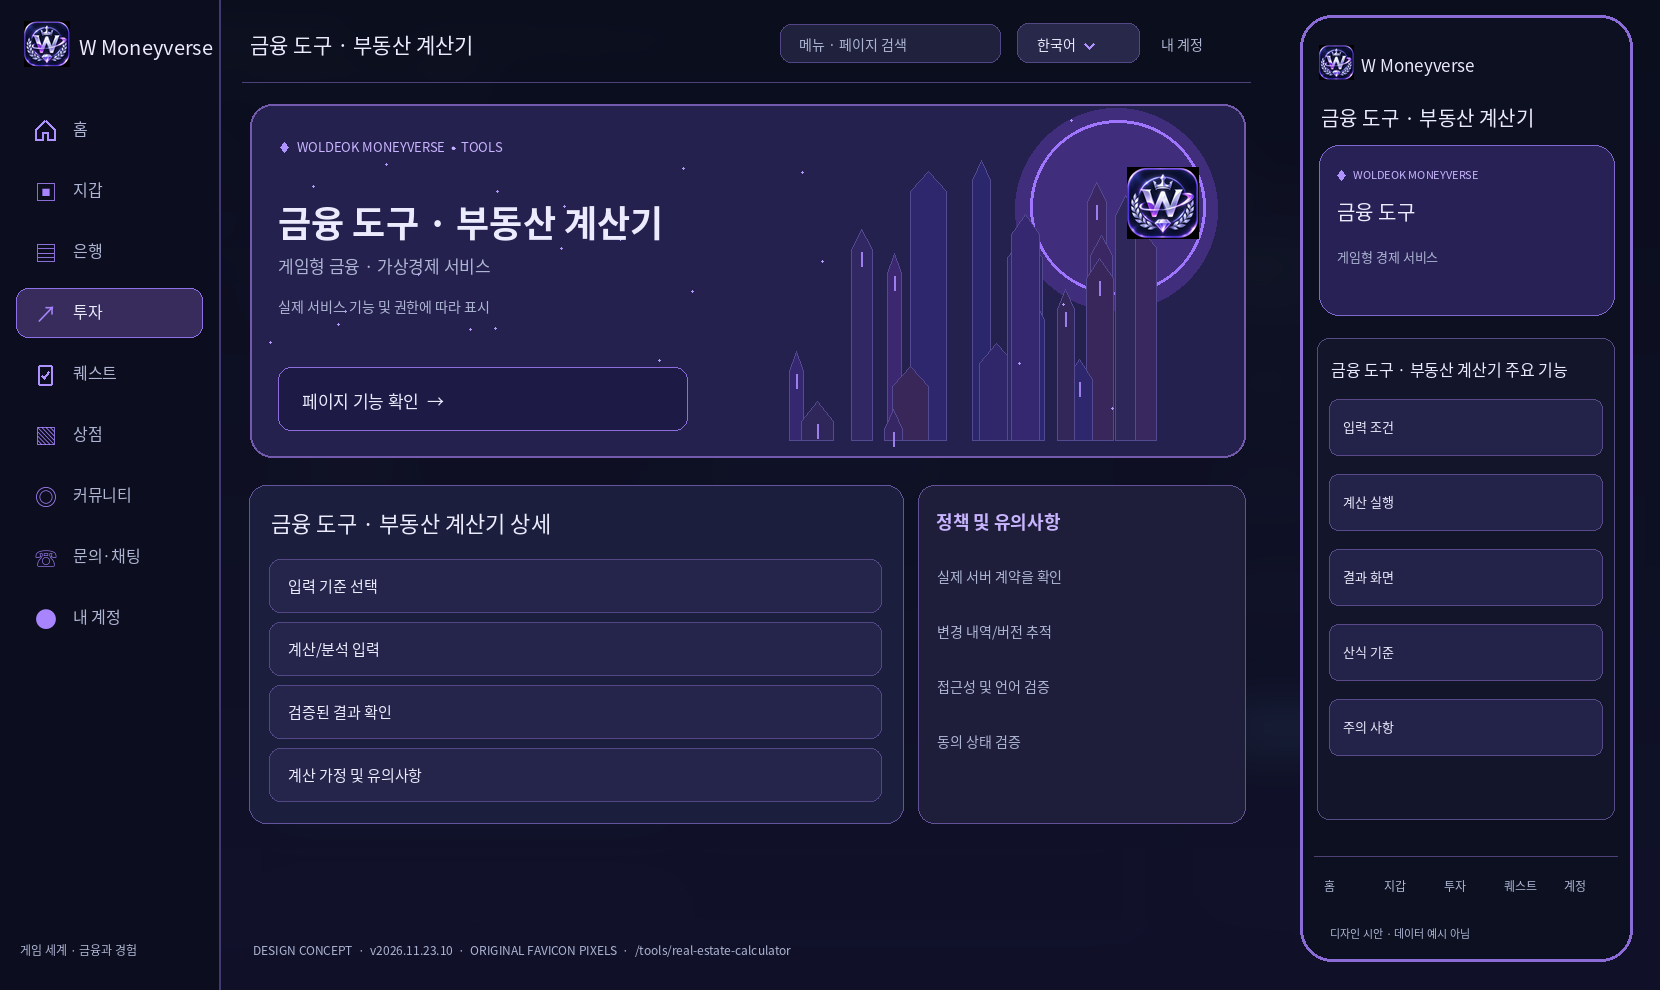 W Moneyverse
홈
지갑
은행
투자
퀘스트
상점
커뮤니티
문의·채팅
내 계정
게임 세계 · 금융과 경험
금융 도구 · 부동산 계산기
메뉴 · 페이지 검색
한국어
내 계정
WOLDEOK MONEYVERSE • TOOLS
금융 도구 · 부동산 계산기
게임형 금융 · 가상경제 서비스
실제 서비스 기능 및 권한에 따라 표시
페이지 기능 확인 →
W
금융 도구 · 부동산 계산기 상세
입력 기준 선택
계산/분석 입력
검증된 결과 확인
계산 가정 및 유의사항
정책 및 유의사항
실제 서버 계약을 확인
변경 내역/버전 추적
접근성 및 언어 검증
동의 상태 검증
DESIGN CONCEPT · v2026.11.23.10 · ORIGINAL FAVICON PIXELS · /tools/real-estate-calculator
W Moneyverse
금융 도구 · 부동산 계산기
WOLDEOK MONEYVERSE
금융 도구
게임형 경제 서비스
금융 도구 · 부동산 계산기 주요 기능
입력 조건
계산 실행
결과 화면
산식 기준
주의 사항
홈 지갑 투자 퀘스트 계정
디자인 시안 · 데이터 예시 아님